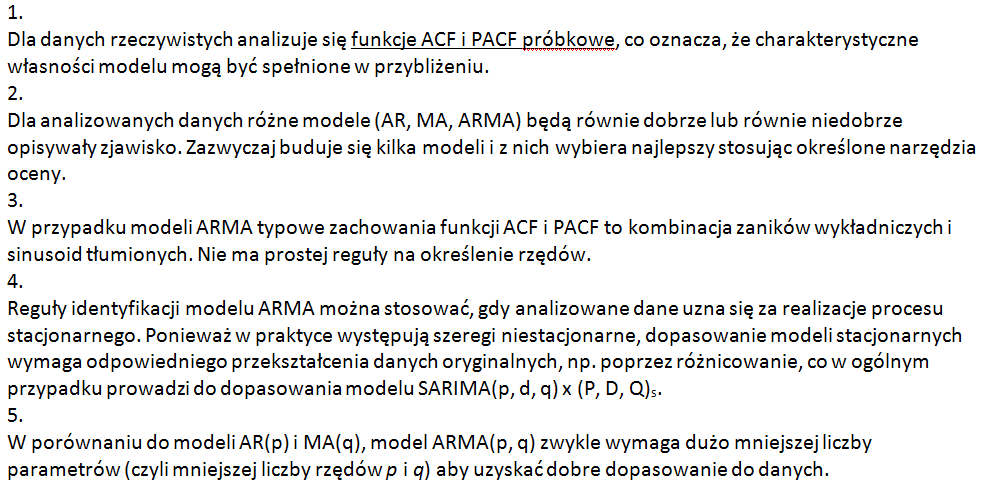 1.
Dla danych rzeczywistych analizuje się funkcje ACF i PACF próbkowe, co oznacza, że charakterystyczne
własności modelu mogą być spełnione w przybliżeniu.
2.
Dla analizowanych danych różne modele (AR, MA, ARMA) będą równie dobrze lub równie niedobrze
opisywały zjawisko. Zazwyczaj buduje się kilka modeli i z nich wybiera najlepszy stosując określone narzędzia
oceny.
3.
W przypadku modeli ARMA typowe zachowania funkcji ACF i PACF to kombinacja zaników wykładniczych i
sinusoid tłumionych. Nie ma prostej reguły na określenie rzędów.
4.
Reguły identyfikacji modelu ARMA można stosować, gdy analizowane dane uzna się za realizacje procesu
stacjonarnego. Ponieważ w praktyce występują szeregi niestacjonarne, dopasowanie modeli stacjonarnych
wymaga odpowiedniego przekształcenia danych oryginalnych, np. poprzez różnicowanie, co w ogólnym
przypadku prowadzi do dopasowania modelu SARIMA(p, d, q) x (P, D, Q)s.
5.
W porównaniu do modeli AR(p) i MA(q), model ARMA(p, q) zwykle wymaga dużo mniejszej liczby
parametrów (czyli mniejszej liczby rzędów p i q) aby uzyskać dobre dopasowanie do danych.